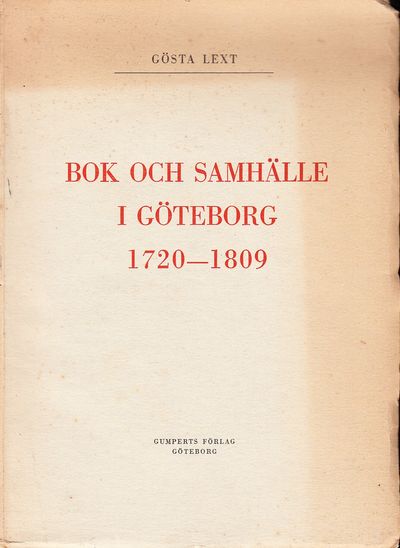 GÖSTA LEXT
BOK OCH SAMHÄLLE
I GÖTEBORG
1720—1809
GUMPERTS FÖRLAG
GÖTEBORG